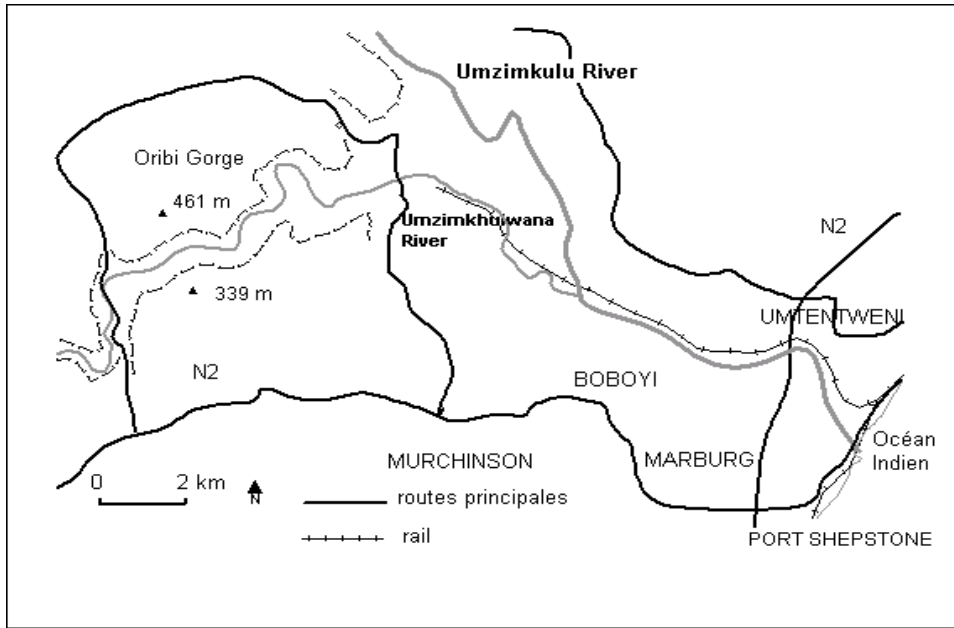 Umzimkulu River
Oribi Gorge
461 m
Umzimkhulwana
River
N2
339 m
UMTENTWENI
N2
BOBOYI
Océan
Indien
MURCHINSON
MARBURG
0 2 km
N
routes principales
rail
PORT SHEPSTONE